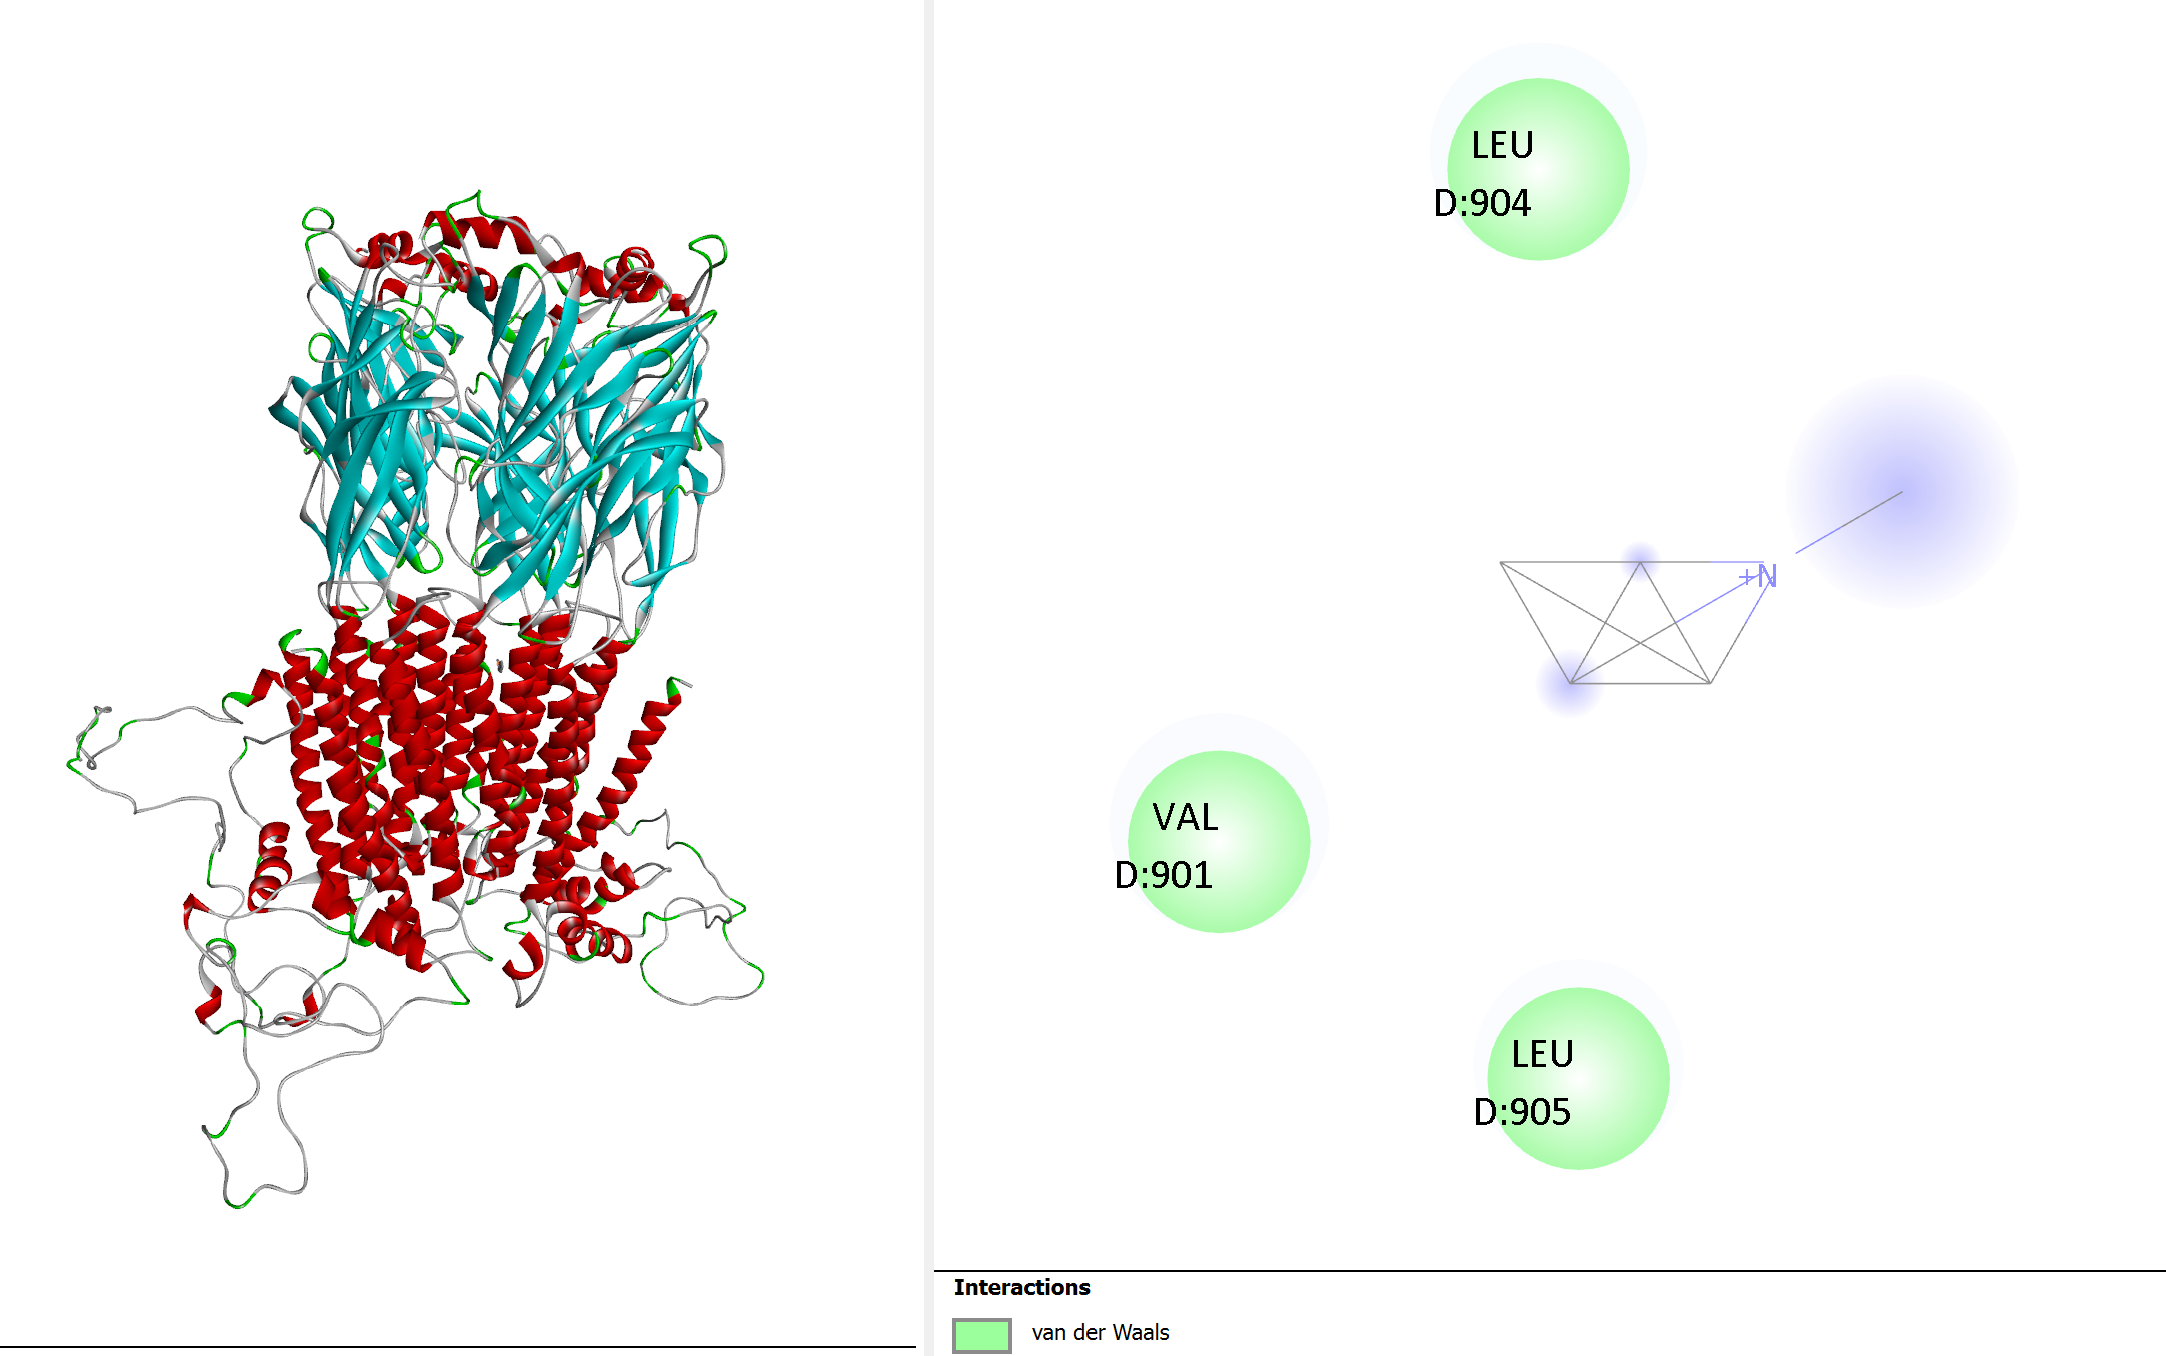 LEU
D:904
+N
VAL
D:901
LEU
D:905
Interactions
van der Waals